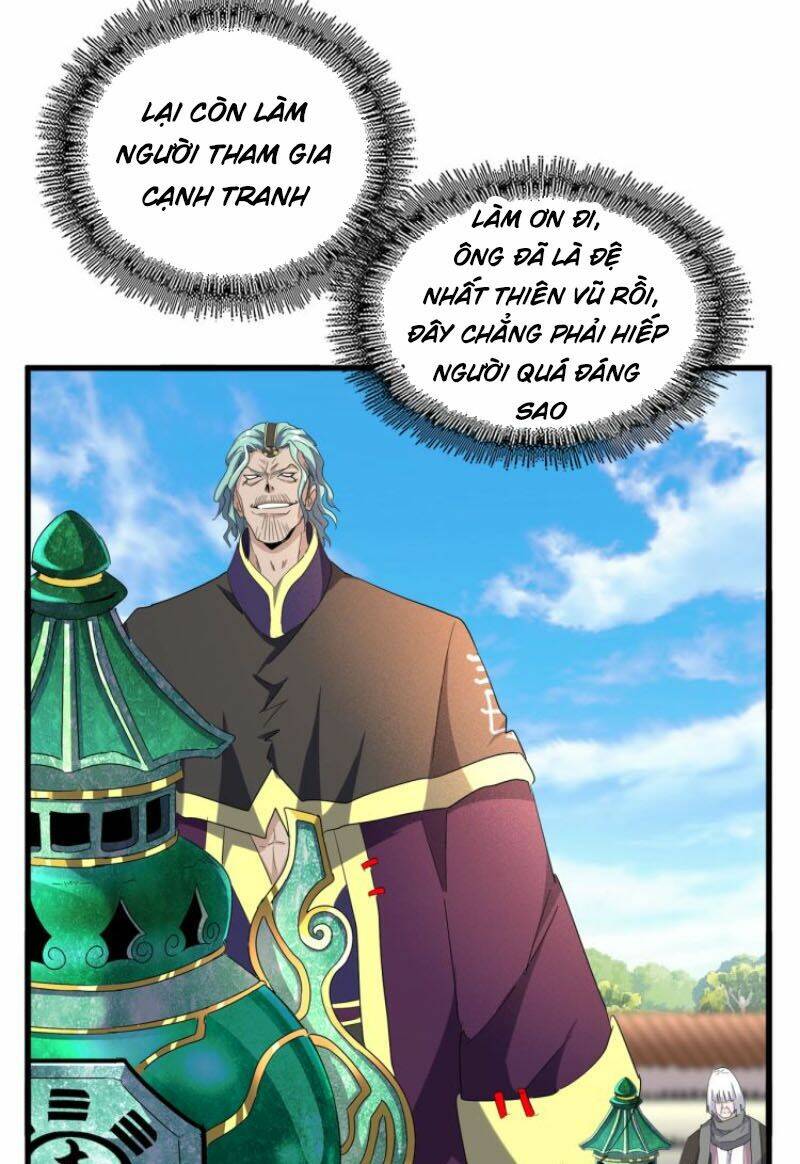 LẠI CÒN LÀM
NGƯỜI THAM GIA
CẠNH TRANH
LÀM ƠN ĐI,
ÔNG ĐÃ LÀ ĐỆ
NHẤT THIÊN VŨ RỒI,
ĐÂY CHẲNG PHẢI HIẾP
NGƯỜI QUÁ ĐÁNG
SAO